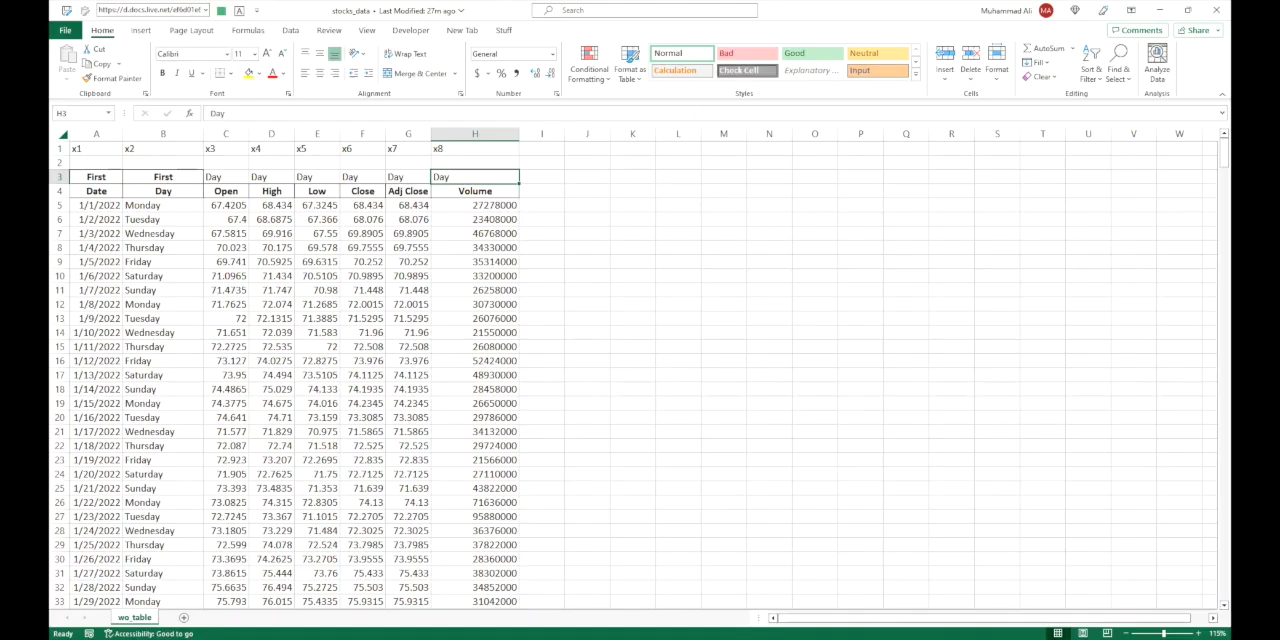 https://d.docs.live.net/ef6d01ef stocks_data • Last Modified: 27m ago Search Muhammad Ali MA
File Home Insert Page Layout Formulas Data Review View Developer New Tab Stuff Comments Share
Paste Cut Copy Format Painter Calibri 11 Wrap Text General Normal Bad Good Neutral AutoSum
B I U A Merge & Center $ % Conditional Formatting Format as Table Calculation Check Cell Explanatory ... Input Insert Delete Format Fill Clear Sort & Filter Find & Select Analyze Data
Clipboard Font Alignment Number Styles Cells Editing Analysis
H3 fx Day
A B C D E F G H I J K L M N O P Q R S T U V W
1 x1 x2 x3 x4 x5 x6 x7 x8
2
3 First First Day Day Day Day Day Day
4 Date Day Open High Low Close Adj Close Volume
5 1/1/2022 Monday 67.4205 68.434 67.3245 68.434 68.434 27278000
6 1/2/2022 Tuesday 67.4 68.6875 67.366 68.076 68.076 23408000
7 1/3/2022 Wednesday 67.5815 69.916 67.55 69.8905 69.8905 46768000
8 1/4/2022 Thursday 70.023 70.175 69.578 69.7555 69.7555 34330000
9 1/5/2022 Friday 69.741 70.5925 69.6315 70.252 70.252 35314000
10 1/6/2022 Saturday 71.0965 71.434 70.5105 70.9895 70.9895 33200000
11 1/7/2022 Sunday 71.4735 71.747 70.98 71.448 71.448 26258000
12 1/8/2022 Monday 71.7625 72.074 71.2685 72.0015 72.0015 30730000
13 1/9/2022 Tuesday 72 72.1315 71.3885 71.5295 71.5295 26076000
14 1/10/2022 Wednesday 71.651 72.039 71.583 71.96 71.96 21550000
15 1/11/2022 Thursday 72.2725 72.535 72 72.508 72.508 26080000
16 1/12/2022 Friday 73.127 74.0275 72.8275 73.976 73.976 52424000
17 1/13/2022 Saturday 73.95 74.494 73.5105 74.1125 74.1125 48930000
18 1/14/2022 Sunday 74.4865 75.029 74.133 74.1935 74.1935 28458000
19 1/15/2022 Monday 74.3775 74.675 74.016 74.2345 74.2345 26650000
20 1/16/2022 Tuesday 74.641 74.71 73.159 73.3085 73.3085 29786000
21 1/17/2022 Wednesday 71.577 71.829 70.975 71.5865 71.5865 34132000
22 1/18/2022 Thursday 72.087 72.74 71.518 72.525 72.525 29724000
23 1/19/2022 Friday 72.923 73.207 72.2695 72.835 72.835 21566000
24 1/20/2022 Saturday 71.905 72.7625 71.75 72.7125 72.7125 27110000
25 1/21/2022 Sunday 73.393 73.4835 71.353 71.639 71.639 43822000
26 1/22/2022 Monday 73.0825 74.315 72.8305 74.13 74.13 71636000
27 1/23/2022 Tuesday 72.7245 73.367 71.1015 72.2705 72.2705 95880000
28 1/24/2022 Wednesday 73.1805 73.229 71.484 72.3025 72.3025 36376000
29 1/25/2022 Thursday 72.599 74.078 72.524 73.7985 73.7985 37822000
30 1/26/2022 Friday 73.3695 74.2625 73.2705 73.9555 73.9555 28360000
31 1/27/2022 Saturday 73.8615 75.444 73.76 75.433 75.433 38302000
32 1/28/2022 Sunday 75.6635 76.494 75.2725 75.503 75.503 34852000
33 1/29/2022 Monday 75.793 76.015 75.4335 75.9315 75.9315 31042000
wo_table
Ready Accessibility: Good to go 115%